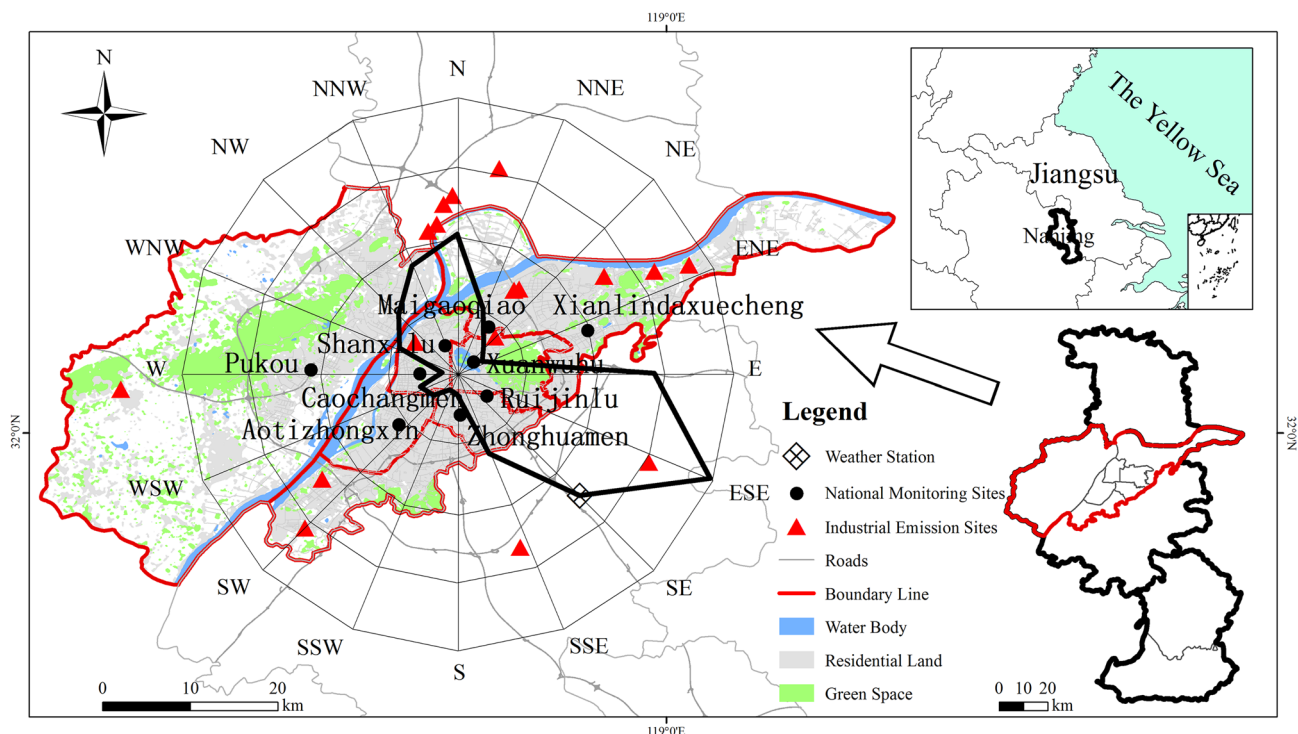 119°0'E
N
N
NNW
NNE
NW
NE
The Yellow Sea
Jiangsu
Nanjing
WNW
ENE
Maigaoqiao
Xianlindaxuecheng
Shanxilu
Pukou
W
Xuanwuhu
E
Caochangmen
Ruijinlu
Aotizhongxin
Zhonghuamen
32°0'N
32°0'N
WSW
ESE
SW
SE
SSW
SSE
S
Legend
Weather Station
National Monitoring Sites
Industrial Emission Sites
Roads
Boundary Line
Water Body
Residential Land
Green Space
0 10 20
km
0 10 20
km
119°0'E